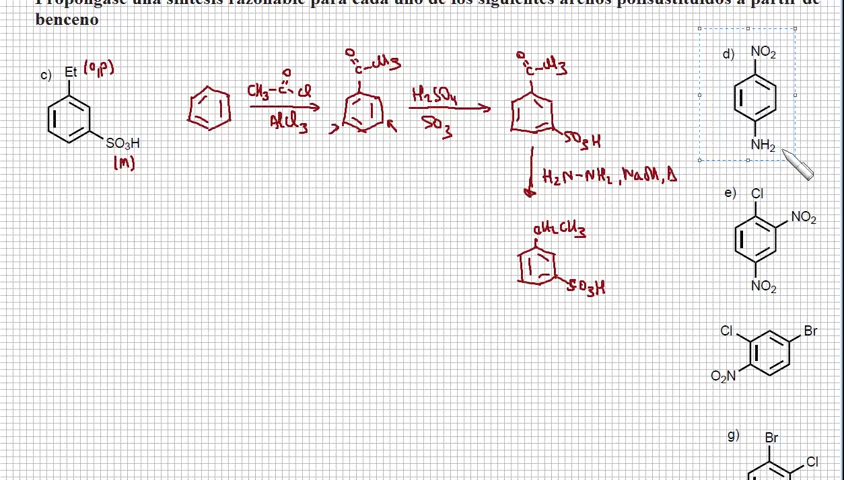 Propóngase una síntesis razonable para cada uno de los siguientes arenos polisustituidos a partir de
benceno
c) Et (o,p)
SO3H
(m)
CH3-C-Cl
O
AlCl3
O
C-CH3
H2SO4
SO3
O
C-CH3
SO3H
H2N-NH2, NaOH, Δ
CH2CH3
SO3H
d) NO2
NH2
e) Cl
NO2
NO2
Cl
Br
O2N
g) Br
Cl